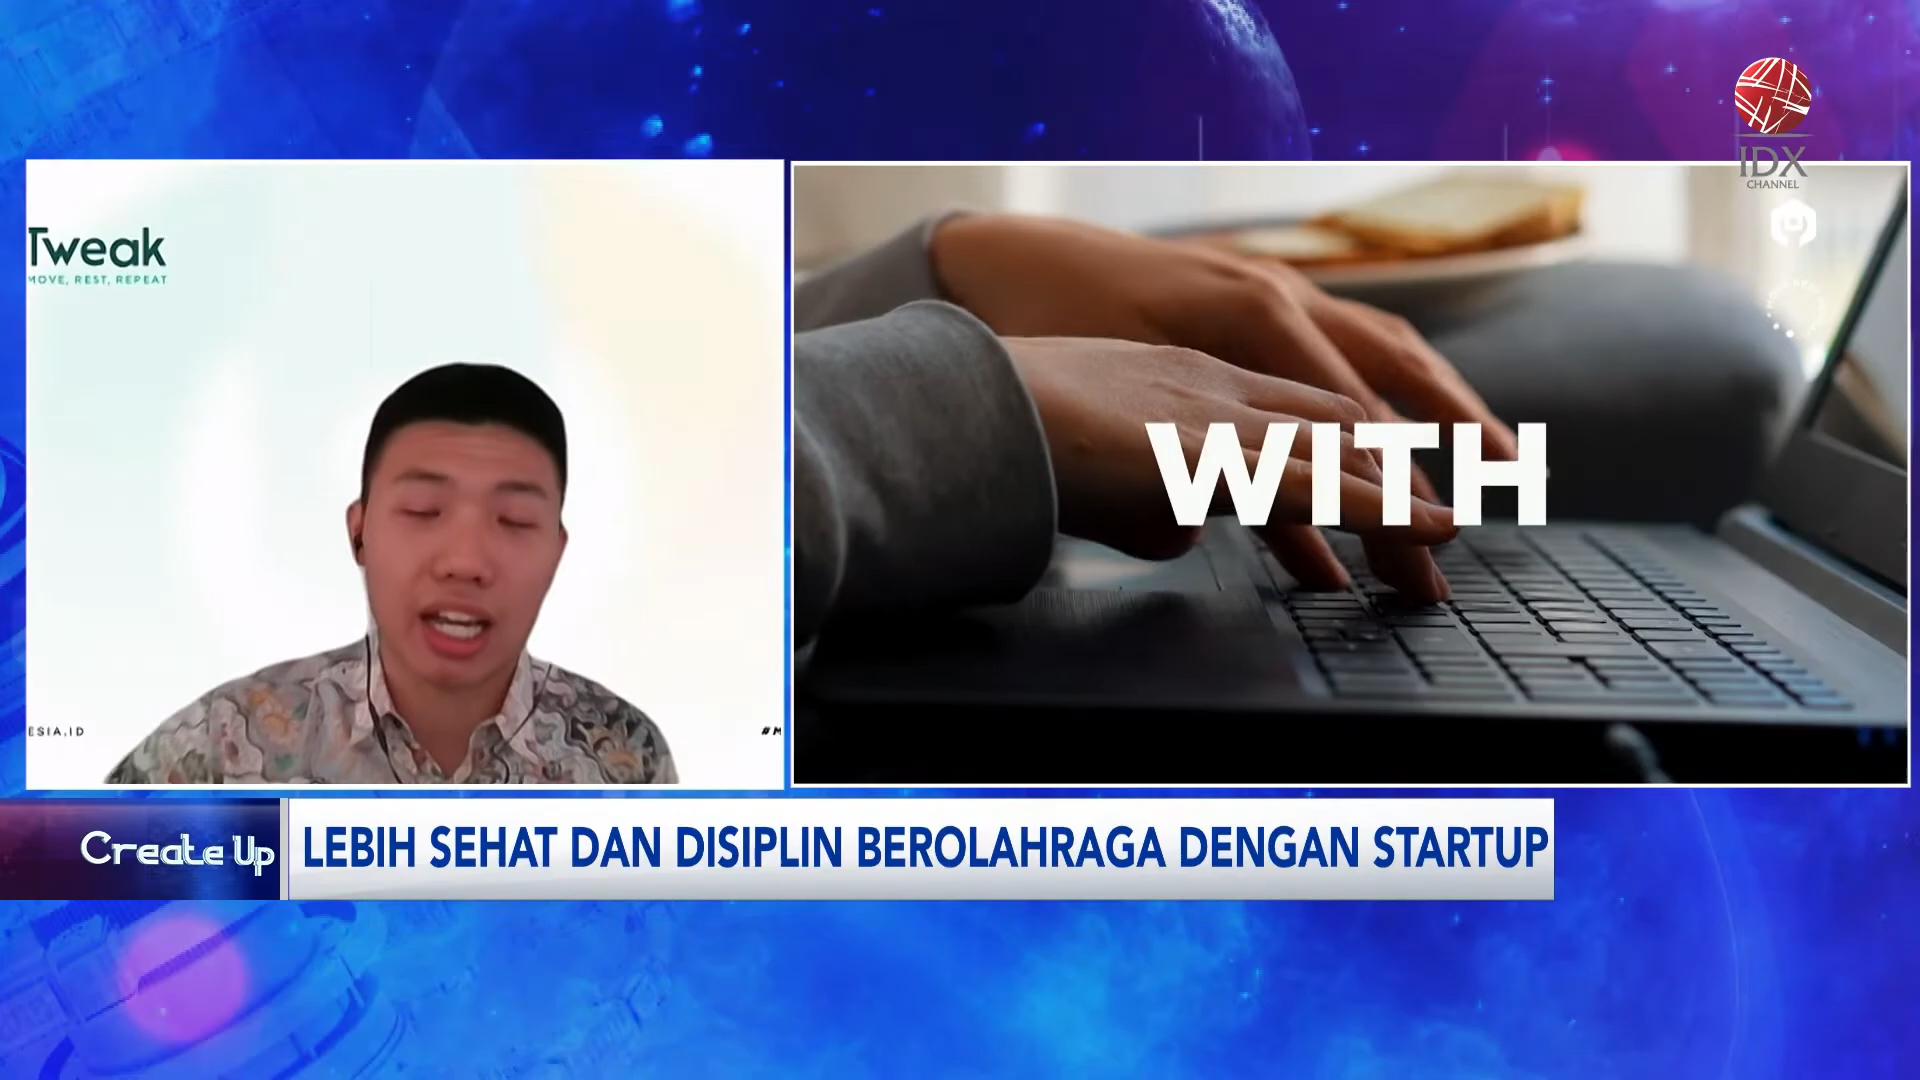 IDX
CHANNEL
Tweak
MOVE, REST, REPEAT
WITH
ESIA.ID
#M
Create Up
LEBIH SEHAT DAN DISIPLIN BEROLAHRAGA DENGAN STARTUP